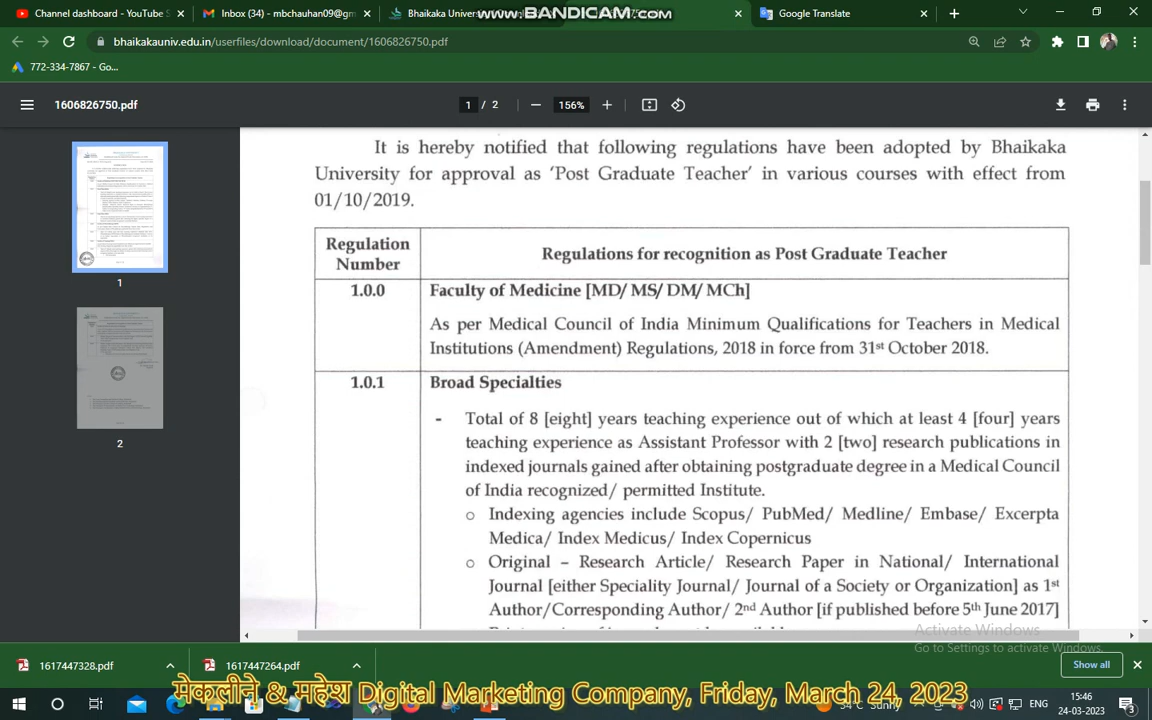 Channel dashboard - YouTube S
Inbox (34) - mbchauhan09@gm
Bhaikaka Univer
www.BANDICAM.com
Google Translate
bhaikakauniv.edu.in/userfiles/download/document/1606826750.pdf
772-334-7867 - Go...
1606826750.pdf
1 / 2
156%
1
2
It is hereby notified that following regulations have been adopted by Bhaikaka
University for approval as 'Post Graduate Teacher' in various courses with effect from
01/10/2019.
Regulation Number
Regulations for recognition as Post Graduate Teacher
1.0.0 Faculty of Medicine [MD/ MS/ DM/ MCh]
As per Medical Council of India Minimum Qualifications for Teachers in Medical
Institutions (Amendment) Regulations, 2018 in force from 31st October 2018.
1.0.1 Broad Specialties
- Total of 8 [eight] years teaching experience out of which at least 4 [four] years
teaching experience as Assistant Professor with 2 [two] research publications in
indexed journals gained after obtaining postgraduate degree in a Medical Council
of India recognized/ permitted Institute.
o Indexing agencies include Scopus/ PubMed/ Medline/ Embase/ Excerpta
Medica/ Index Medicus/ Index Copernicus
o Original – Research Article/ Research Paper in National/ International
Journal [either Speciality Journal/ Journal of a Society or Organization] as 1st
Author/Corresponding Author/ 2nd Author [if published before 5th June 2017]
Activate Windows
Go to Settings to activate Windows.
1617447328.pdf
1617447264.pdf
Show all
मेकलीने & महेश Digital Marketing Company, Friday, March 24, 2023
34°C Sunny
15:46
24-03-2023
3